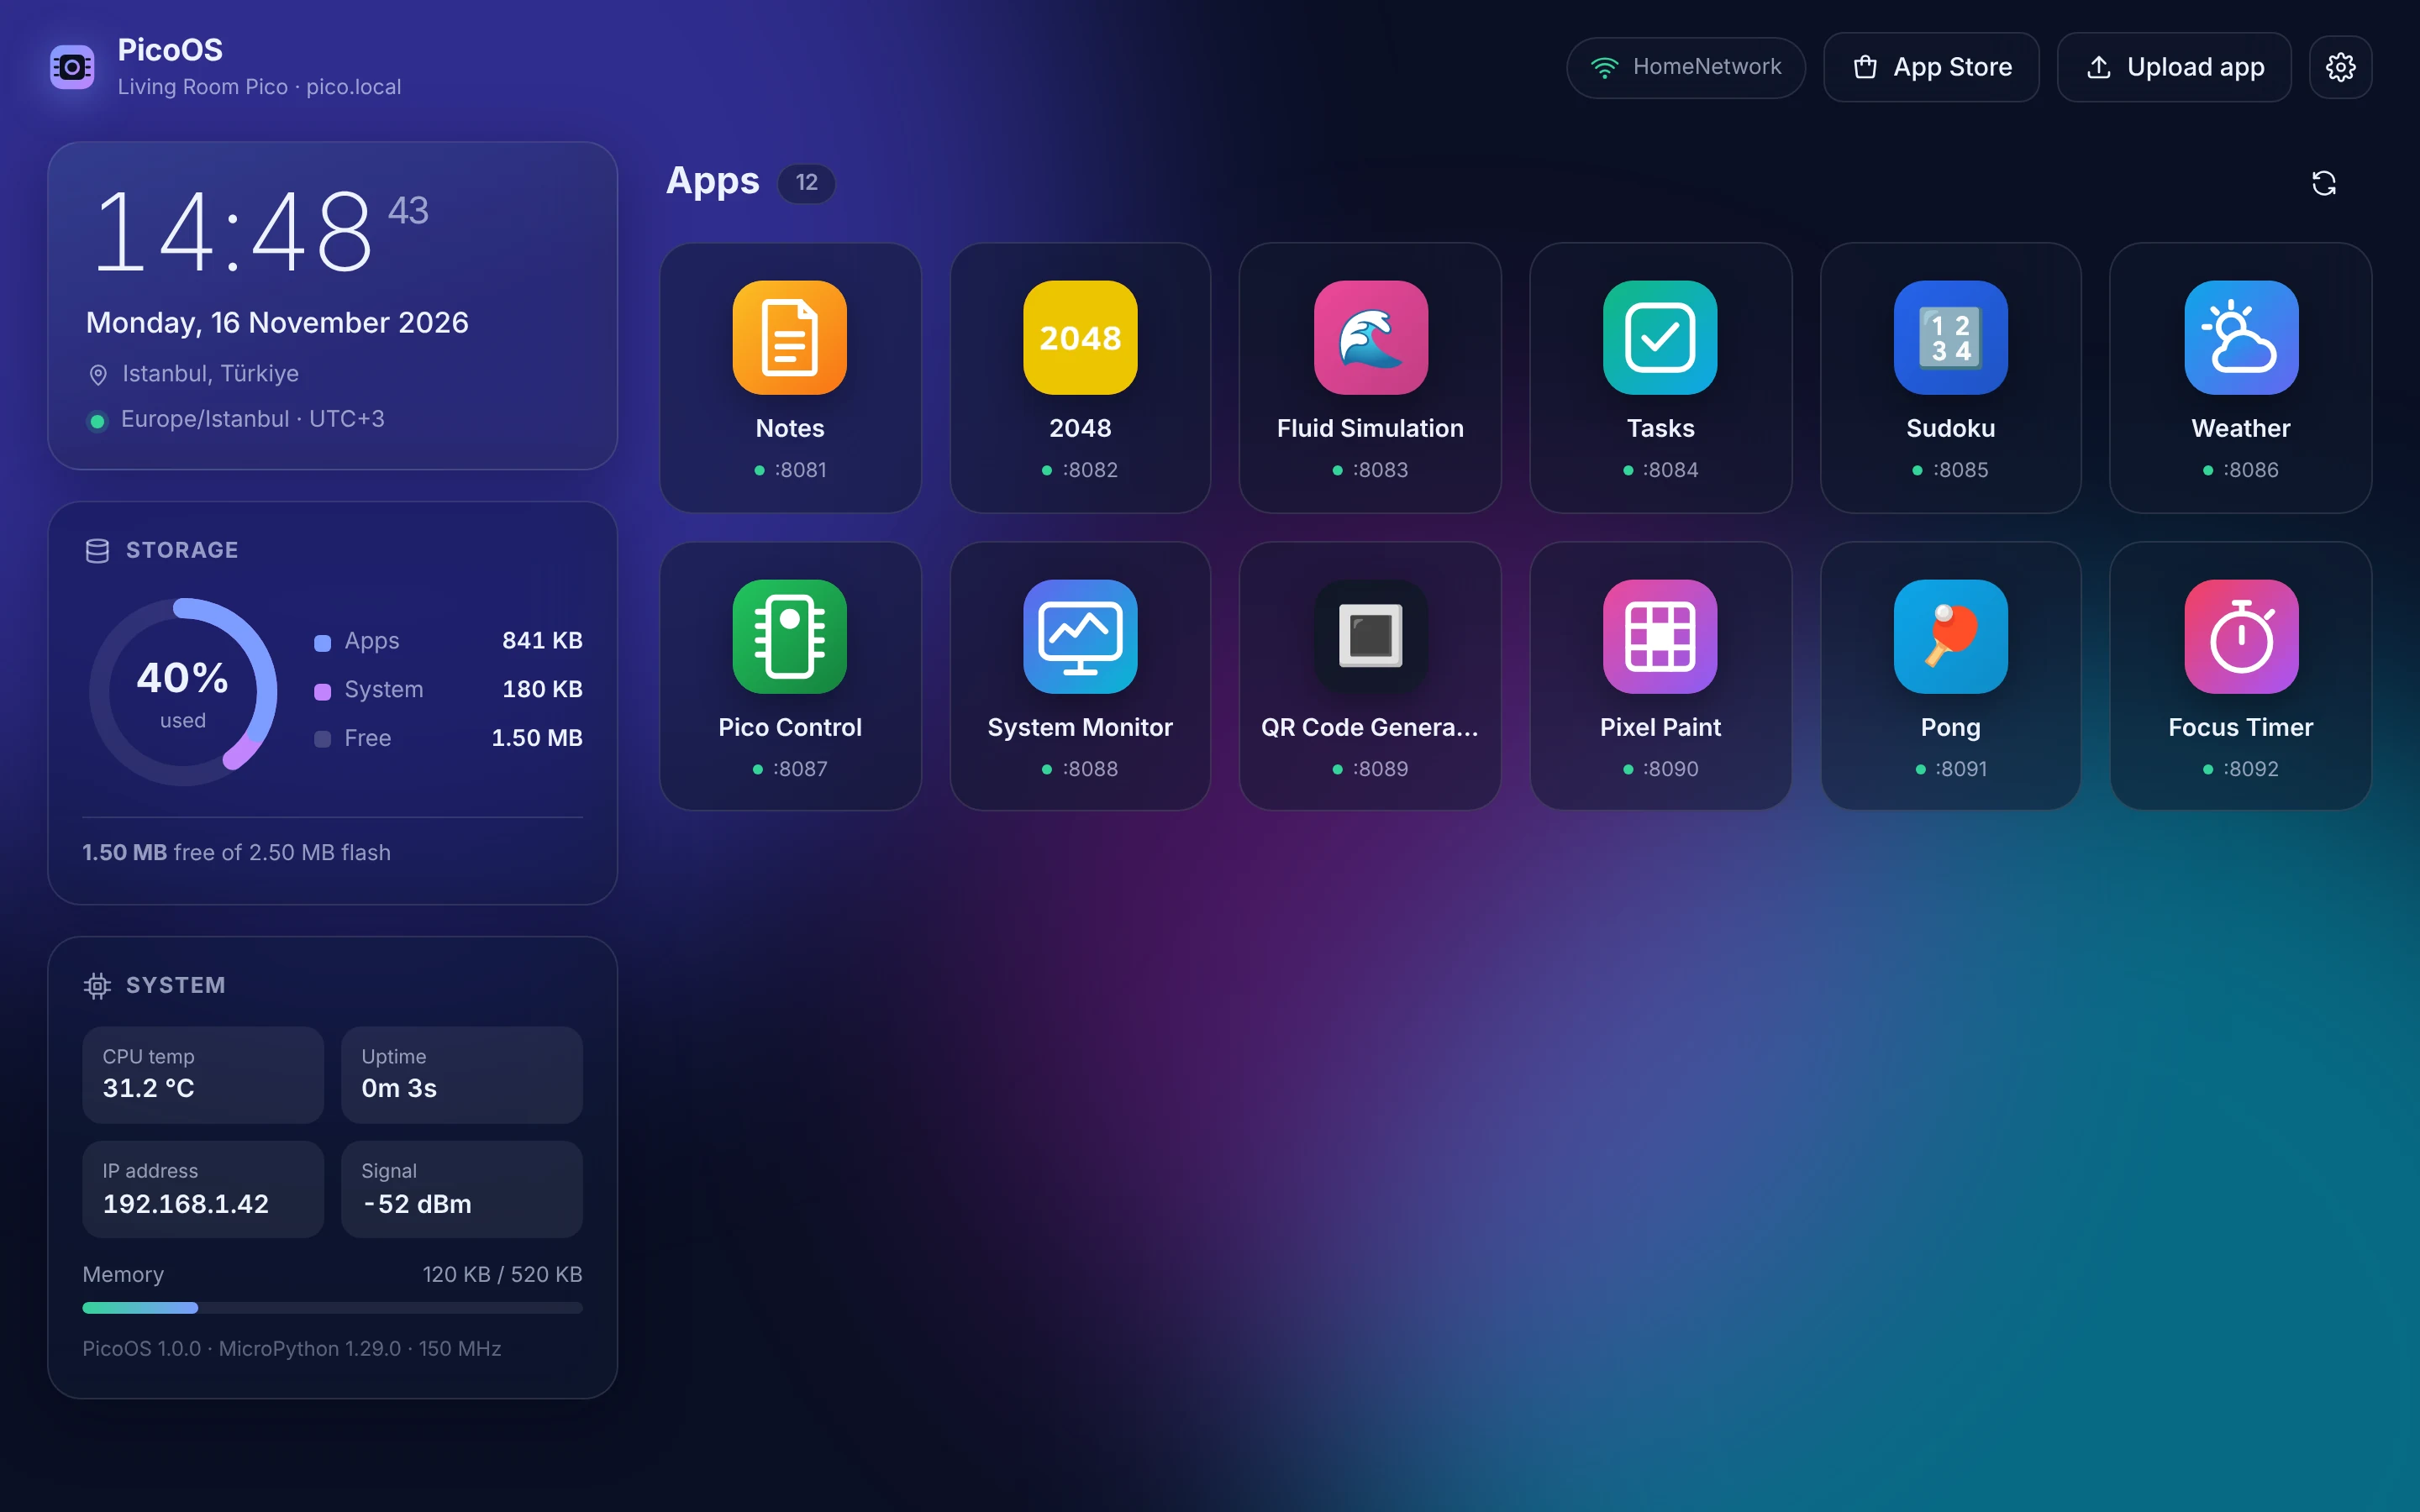 PicoOS
Living Room Pico · pico.local
HomeNetwork
App Store
Upload app
14:48 43
Monday, 16 November 2026
Istanbul, Türkiye
Europe/Istanbul · UTC+3
STORAGE
40%
used
Apps 841 KB
System 180 KB
Free 1.50 MB
1.50 MB free of 2.50 MB flash
SYSTEM
CPU temp
31.2 °C
Uptime
0m 3s
IP address
192.168.1.42
Signal
-52 dBm
Memory 120 KB / 520 KB
PicoOS 1.0.0 · MicroPython 1.29.0 · 150 MHz
Apps 12
Notes
:8081
2048
2048
:8082
Fluid Simulation
:8083
Tasks
:8084
1 2
3 4
Sudoku
:8085
Weather
:8086
Pico Control
:8087
System Monitor
:8088
QR Code Genera...
:8089
Pixel Paint
:8090
Pong
:8091
Focus Timer
:8092